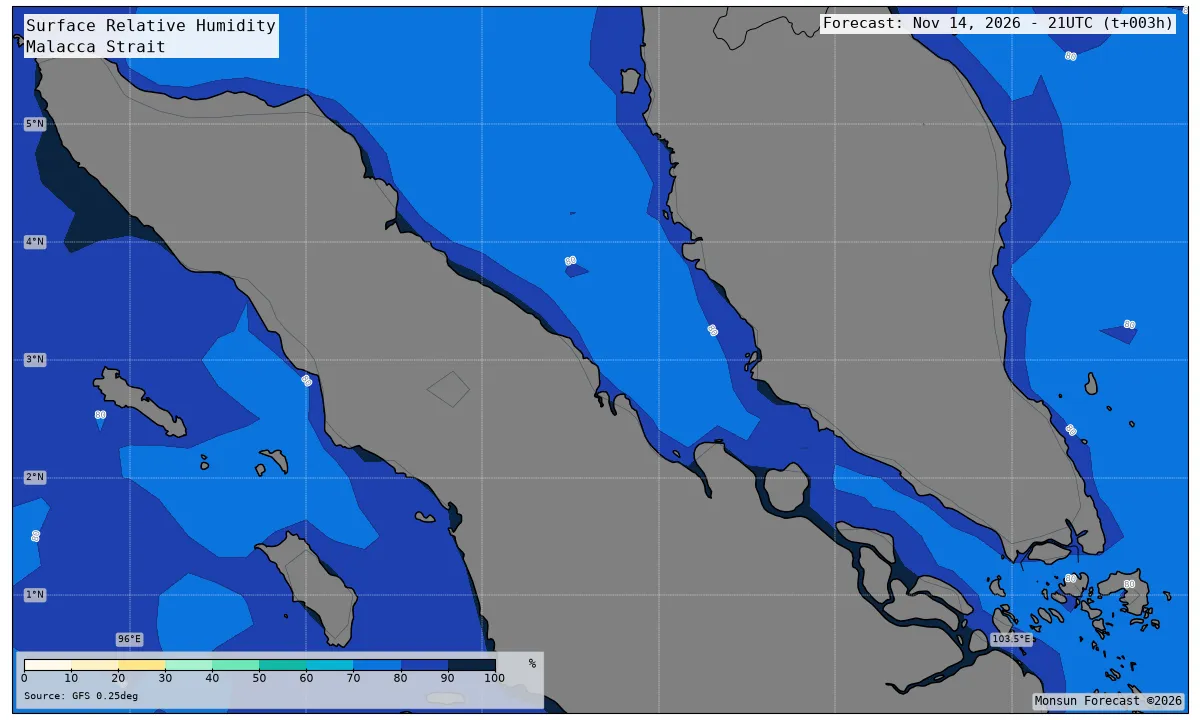 Surface Relative Humidity
Malacca Strait
Forecast: Nov 14, 2026 - 21UTC (t+003h)
80
5°N
4°N
80
80
80
3°N
80
80
80
2°N
80
80
80
1°N
96°E
103.5°E
%
0 10 20 30 40 50 60 70 80 90 100
Source: GFS 0.25deg
Monsun Forecast ©2026